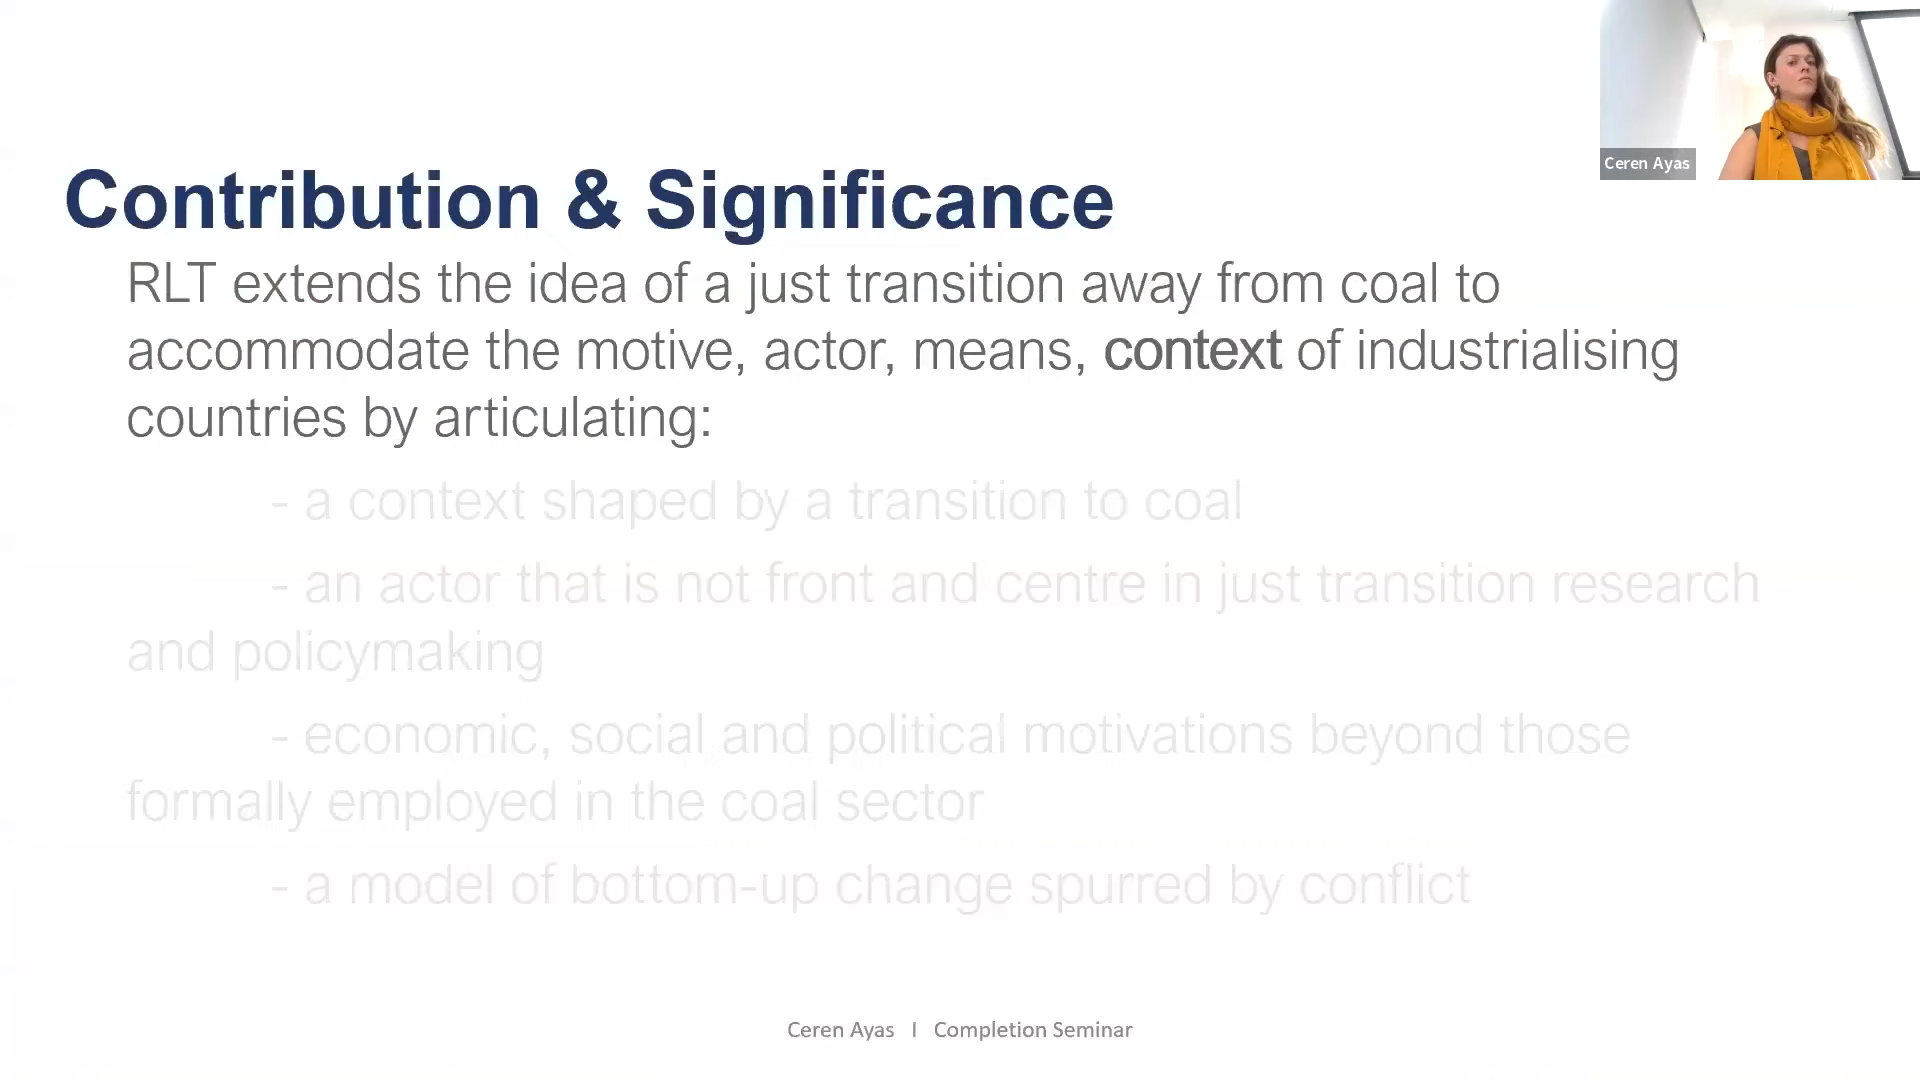 Ceren Ayas
Contribution & Significance
RLT extends the idea of a just transition away from coal to
accommodate the motive, actor, means, context of industrialising
countries by articulating:
- a context shaped by a transition to coal
- an actor that is not front and centre in just transition research
and policymaking
- economic, social and political motivations beyond those
formally employed in the coal sector
- a model of bottom-up change spurred by conflict
Ceren Ayas I Completion Seminar